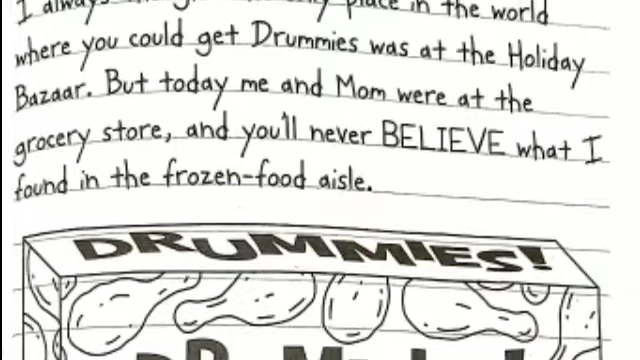 I always place in the world
where you could get Drummies was at the Holiday
Bazaar. But today me and Mom were at the
grocery store, and you'll never BELIEVE what I
found in the frozen-food aisle.
DRUMMIES!